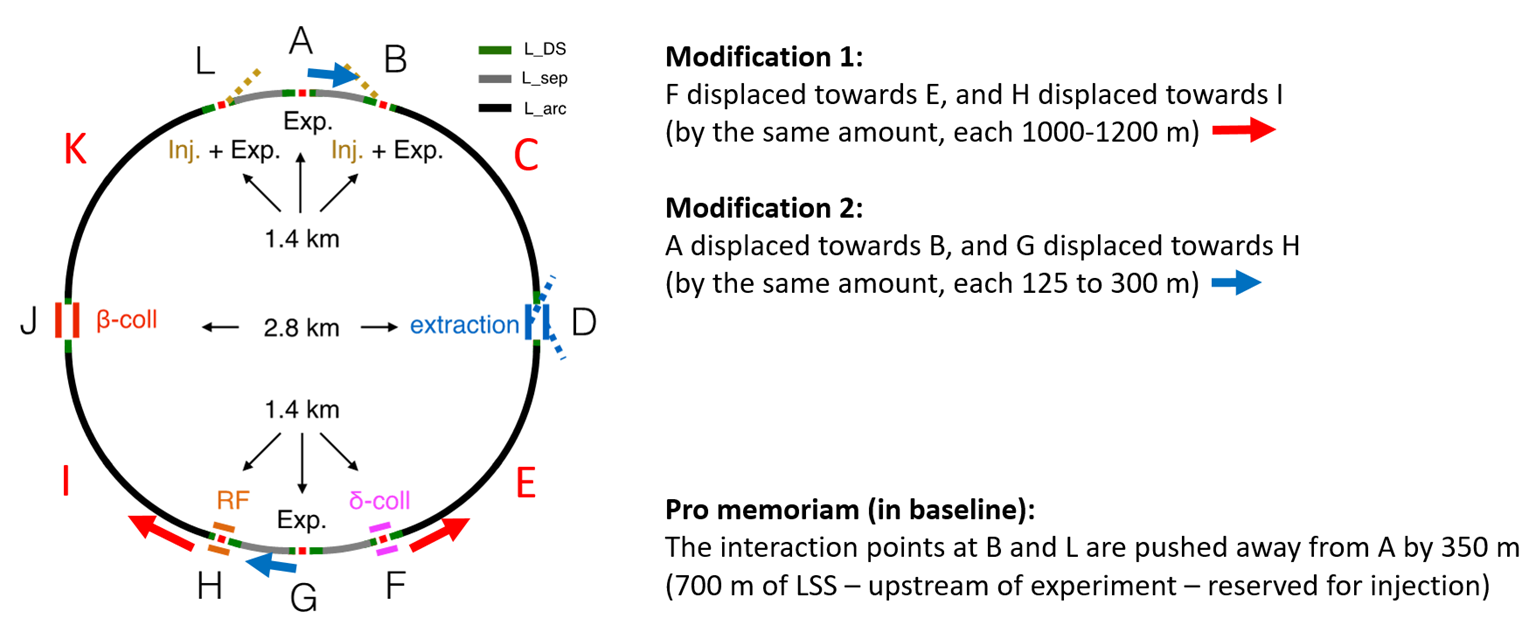 A
L
B
L_DS
L_sep
L_arc
Exp.
K
Inj. + Exp.
Inj. + Exp.
C
1.4 km
J
β-coll
2.8 km
extraction
D
1.4 km
I
E
RF
δ-coll
Exp.
H
G
F
Modification 1:
F displaced towards E, and H displaced towards I
(by the same amount, each 1000-1200 m)
Modification 2:
A displaced towards B, and G displaced towards H
(by the same amount, each 125 to 300 m)
Pro memoriam (in baseline):
The interaction points at B and L are pushed away from A by 350 m
(700 m of LSS – upstream of experiment – reserved for injection)